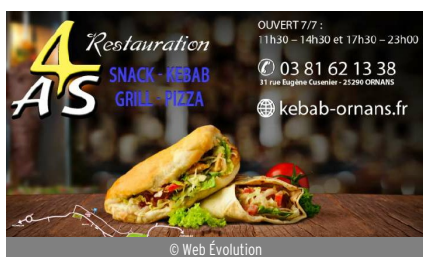 4
AS
Restauration
SNACK - KEBAB
GRILL - PIZZA
OUVERT 7/7 :
11h30 – 14h30 et 17h30 – 23h00
03 81 62 13 38
31 rue Eugène Cusenier - 25290 ORNANS
kebab-ornans.fr
© Web Évolution